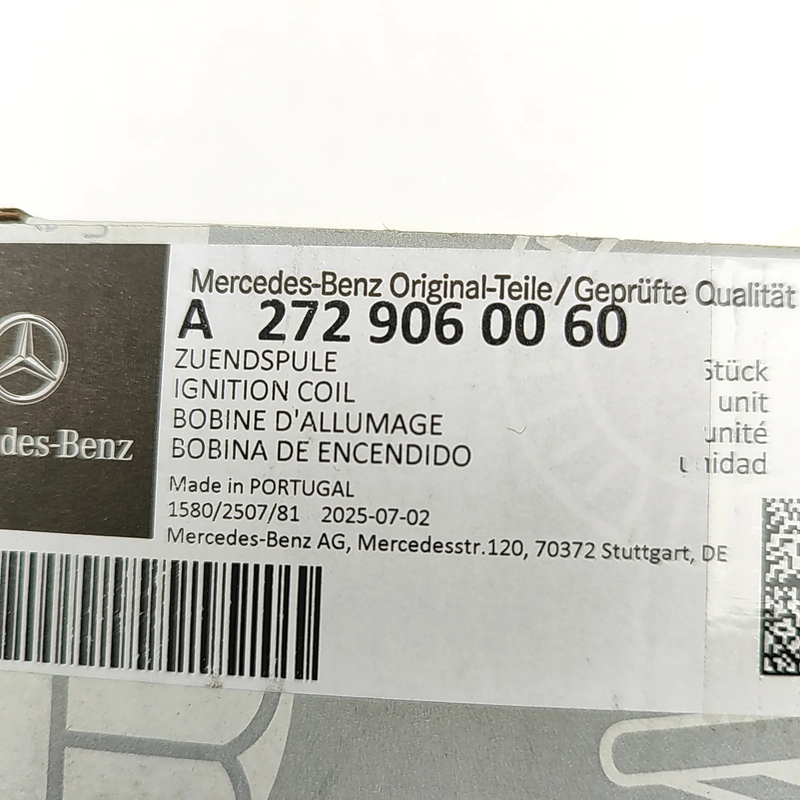 Mercedes-Benz Original-Teile/Geprüfte Qualität
A 272 906 00 60
ZUENDSPULE
IGNITION COIL
BOBINE D'ALLUMAGE
BOBINA DE ENCENDIDO
Stück
unit
unité
unidad
Made in PORTUGAL
1580/2507/81 2025-07-02
Mercedes-Benz AG, Mercedesstr.120, 70372 Stuttgart, DE
des-Benz